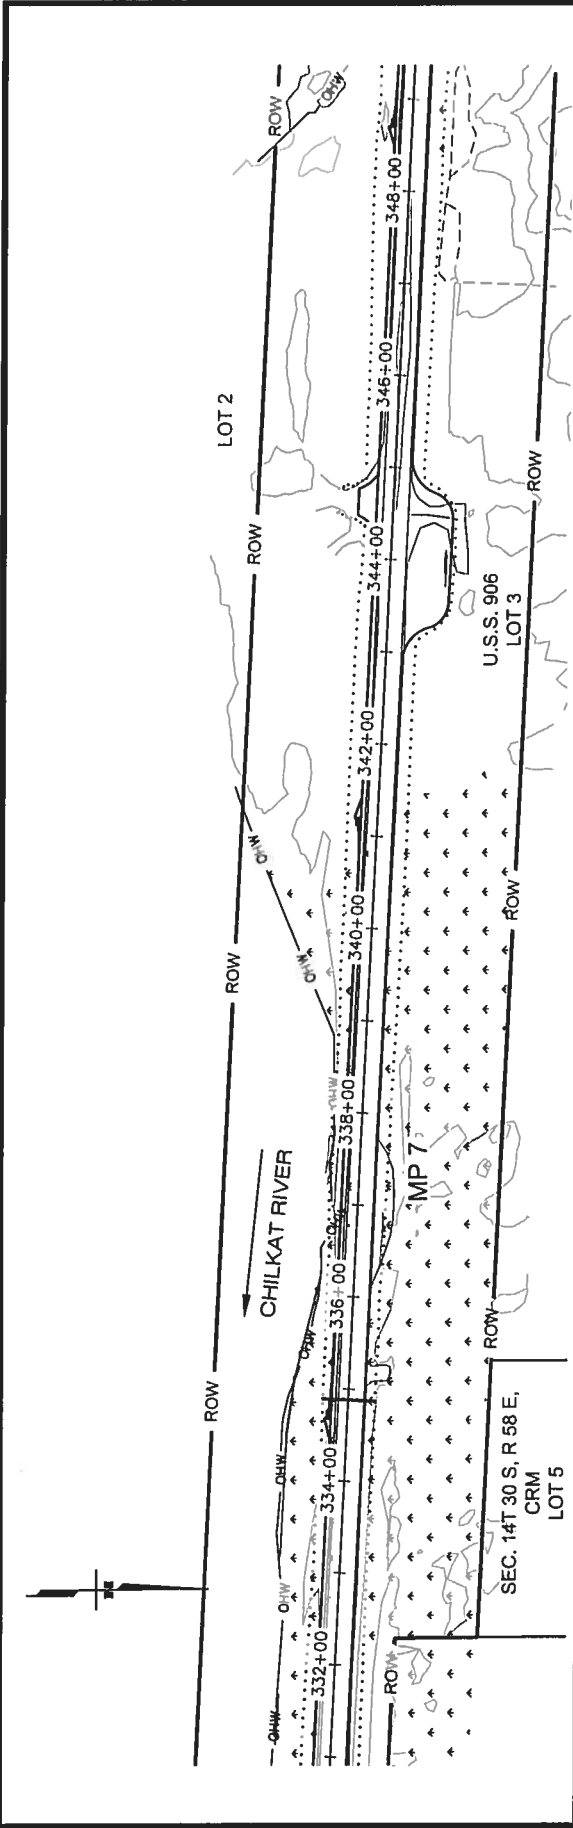 ROW
OHW
348+00
346+00
LOT 2
ROW
344+00
ROW
U.S.S. 906
LOT 3
342+00
OHW
OHW
340+00
ROW
ROW
OHW
338+00
MP 7
CHILKAT RIVER
336+00
OHW
ROW
ROW
334+00
OHW
SEC. 14T 30 S, R 58 E,
CRM
LOT 5
OHW
332+00
ROW
OHW